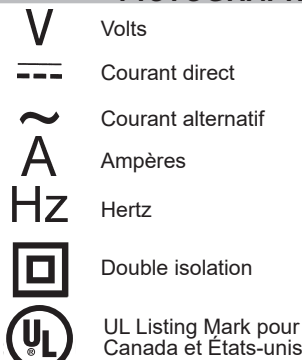 V Volts
Courant direct
~ Courant alternatif
A Ampères
Hz Hertz
Double isolation
UL ® UL Listing Mark pour
Canada et États-unis